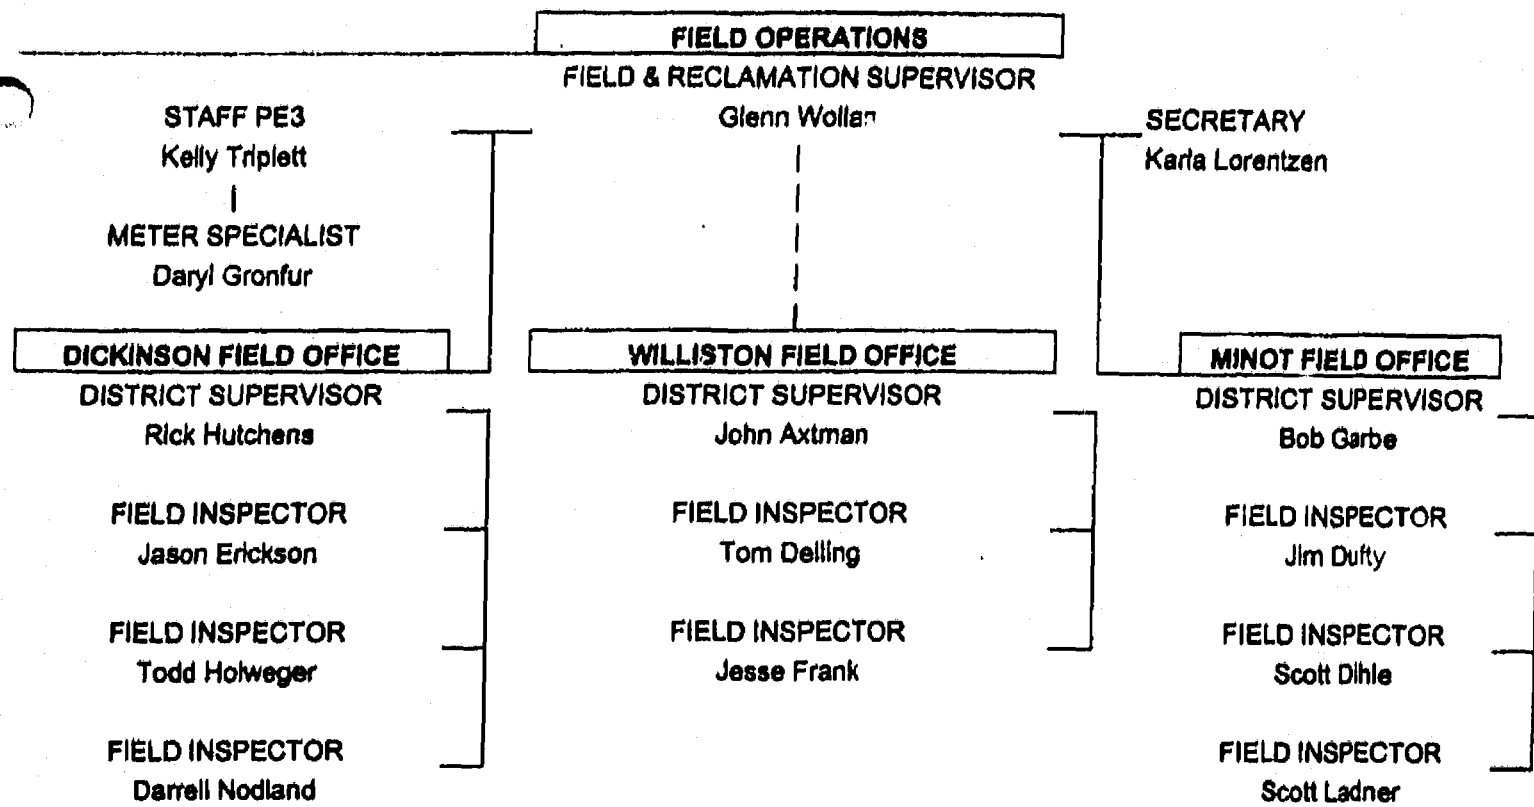 FIELD OPERATIONS
FIELD & RECLAMATION SUPERVISOR
Glenn Wollan
STAFF PE3
Kelly Triplett
METER SPECIALIST
Daryl Gronfur
SECRETARY
Karla Lorentzen
DICKINSON FIELD OFFICE
DISTRICT SUPERVISOR
Rick Hutchens
FIELD INSPECTOR
Jason Erickson
FIELD INSPECTOR
Todd Holweger
FIELD INSPECTOR
Darrell Nodland
WILLISTON FIELD OFFICE
DISTRICT SUPERVISOR
John Axtman
FIELD INSPECTOR
Tom Delling
FIELD INSPECTOR
Jesse Frank
MINOT FIELD OFFICE
DISTRICT SUPERVISOR
Bob Garbe
FIELD INSPECTOR
Jim Dufty
FIELD INSPECTOR
Scott Dihle
FIELD INSPECTOR
Scott Ladner